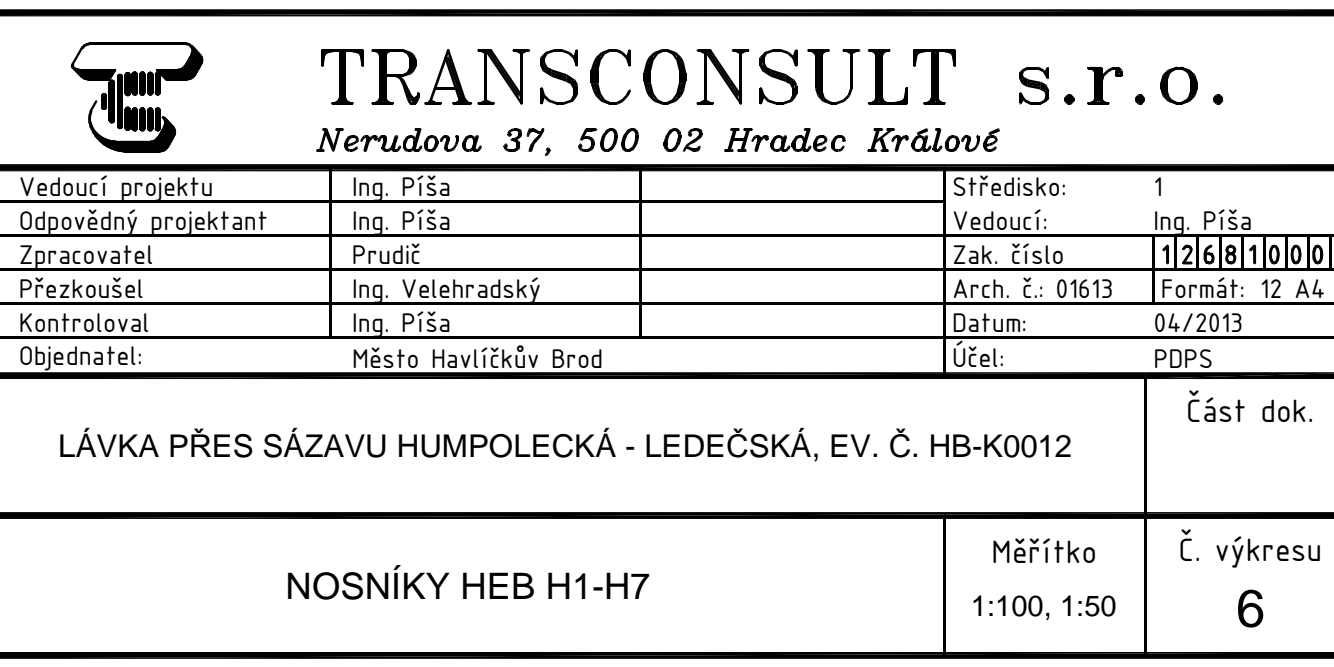 TRANSCONSULT s.r.o.
Nerudova 37, 500 02 Hradec Králové
Vedoucí projektu Ing. Píša Středisko: 1
Odpovědný projektant Ing. Píša Vedoucí: Ing. Píša
Zpracovatel Prudič Zak. číslo 12681000
Přezkoušel Ing. Velehradský Arch. č.: 01613 Formát: 12 A4
Kontroloval Ing. Píša Datum: 04/2013
Objednatel: Město Havlíčkův Brod Účel: PDPS
LÁVKA PŘES SÁZAVU HUMPOLECKÁ - LEDEČSKÁ, EV. Č. HB-K0012
Část dok.
NOSNÍKY HEB H1-H7
Měřítko
1:100, 1:50
Č. výkresu
6